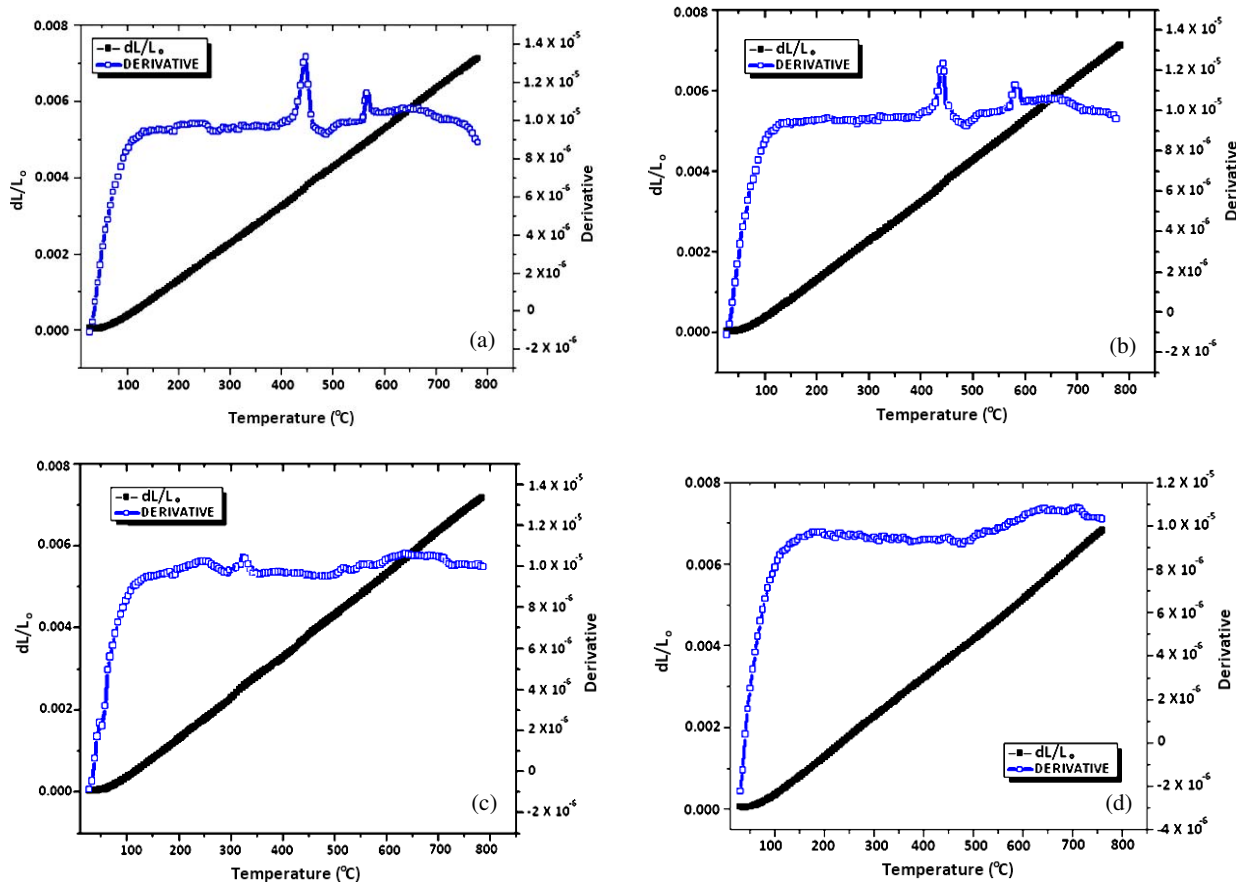 0.008
0.006
0.004
0.002
0.000
dL/Lo
dL/Lo
DERIVATIVE
1.4 X 10-5
1.2 X 10-5
1.0 X 10-5
8 X 10-6
6 X 10-6
4 X 10-6
2 X10-6
0
-2 X 10-6
Derivative
(a)
100 200 300 400 500 600 700 800
Temperature (oC)
0.008
0.006
0.004
0.002
0.000
dL/Lo
dL/Lo
DERIVATIVE
1.4 X 10-5
1.2 X 10-5
1.0 X 10-5
8 X 10-6
6 X 10-6
4 X 10-6
2 X10-6
0
-2 X 10-6
Derivative
(b)
100 200 300 400 500 600 700 800
Temperature (oC)
0.008
0.006
0.004
0.002
0.000
dL/Lo
dL/Lo
DERIVATIVE
1.4 X 10-5
1.2 X 10-5
1.0 X 10-5
8 X 10-6
6 X 10-6
4 X 10-6
2 X10-6
0
-2 X 10-6
Derivative
(c)
100 200 300 400 500 600 700 800
Temperature (oC)
0.008
0.006
0.004
0.002
0.000
dL/Lo
dL/Lo
DERIVATIVE
1.2 X 10-5
1.0 X 10-5
8 X 10-6
6 X 10-6
4 X 10-6
2 X 10-6
0
-2 X 10-6
-4 X 10-6
Derivative
(d)
100 200 300 400 500 600 700 800
Temperature (oC)